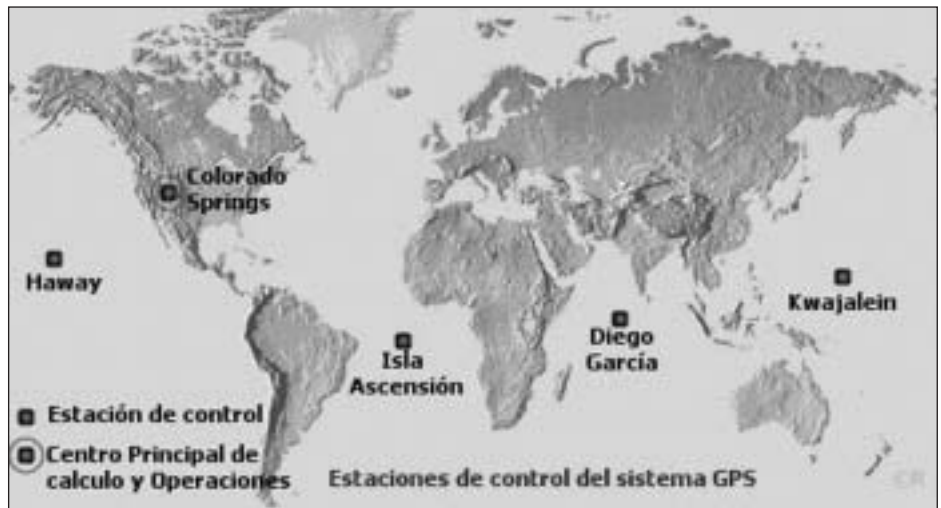 Colorado
Springs
Haway
Kwajalein
Diego
García
Isla
Ascensión
Estación de control
Centro Principal de
calculo y Operaciones
Estaciones de control del sistema GPS
CR